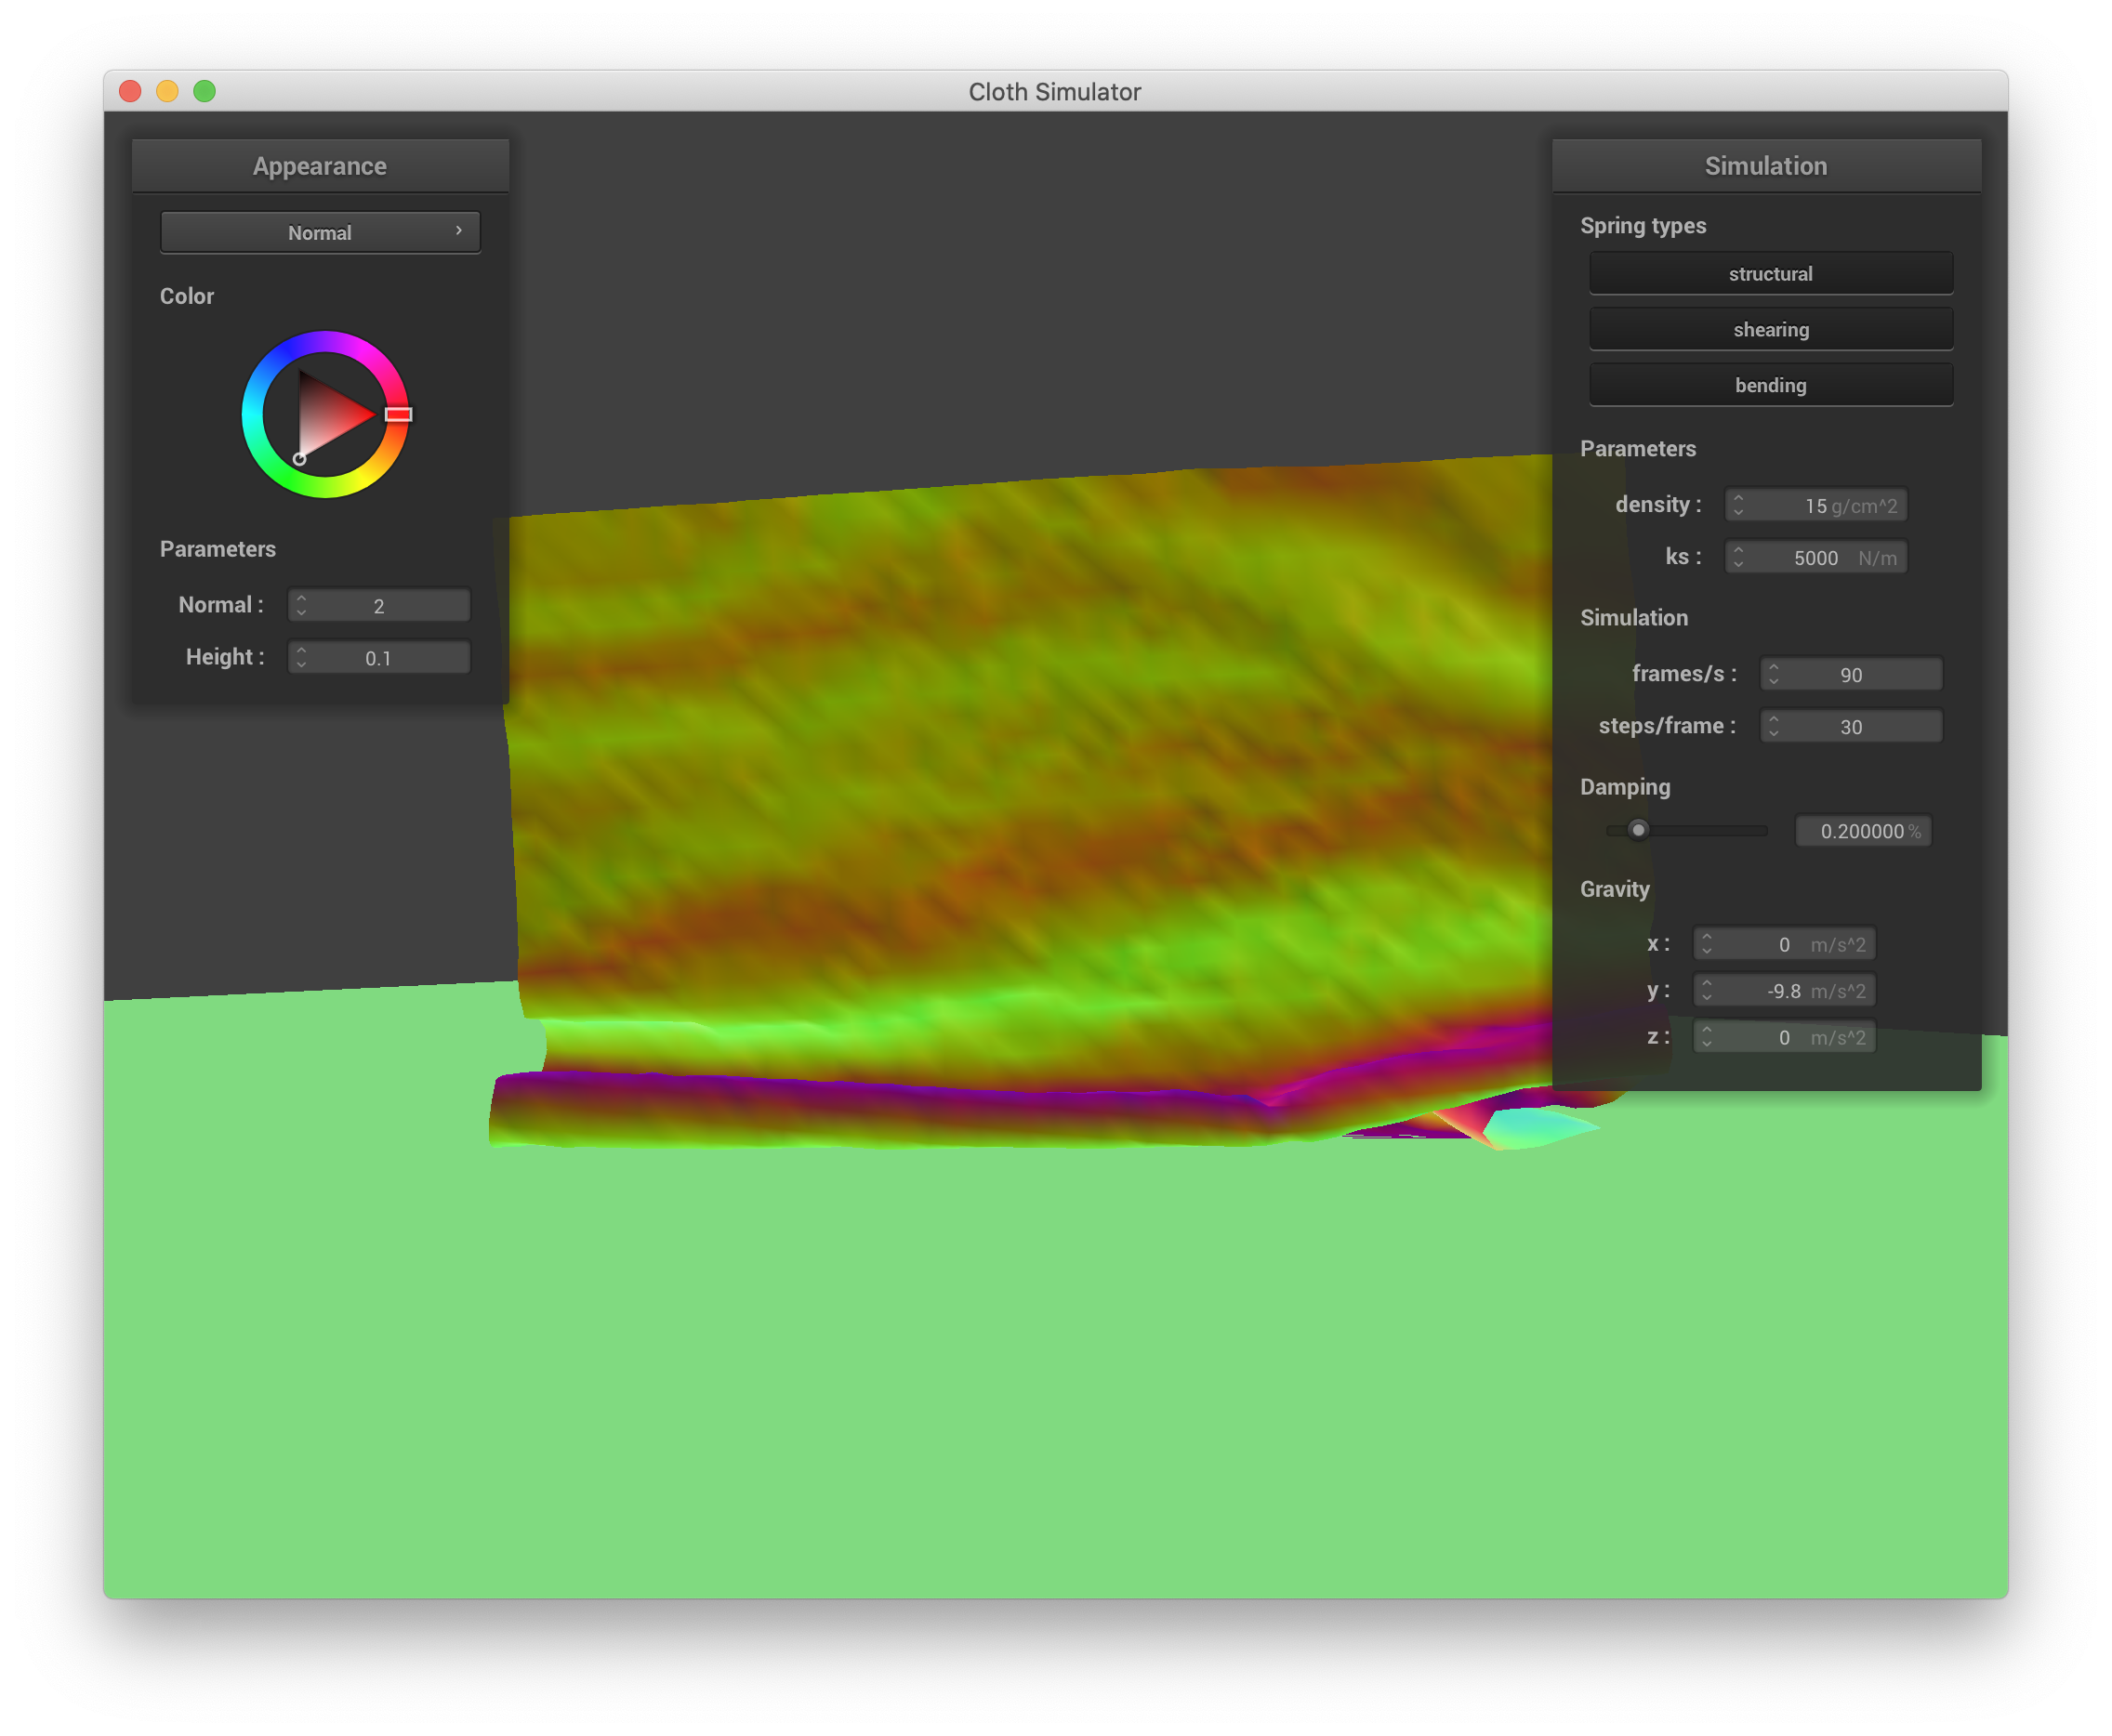 Cloth Simulator
Appearance
Normal
Color
Parameters
Normal : 2
Height : 0.1
Simulation
Spring types
structural
shearing
bending
Parameters
density : 15 g/cm^2
ks : 5000 N/m
Simulation
frames/s : 90
steps/frame : 30
Damping
0.200000 %
Gravity
x : 0 m/s^2
y : -9.8 m/s^2
z : 0 m/s^2